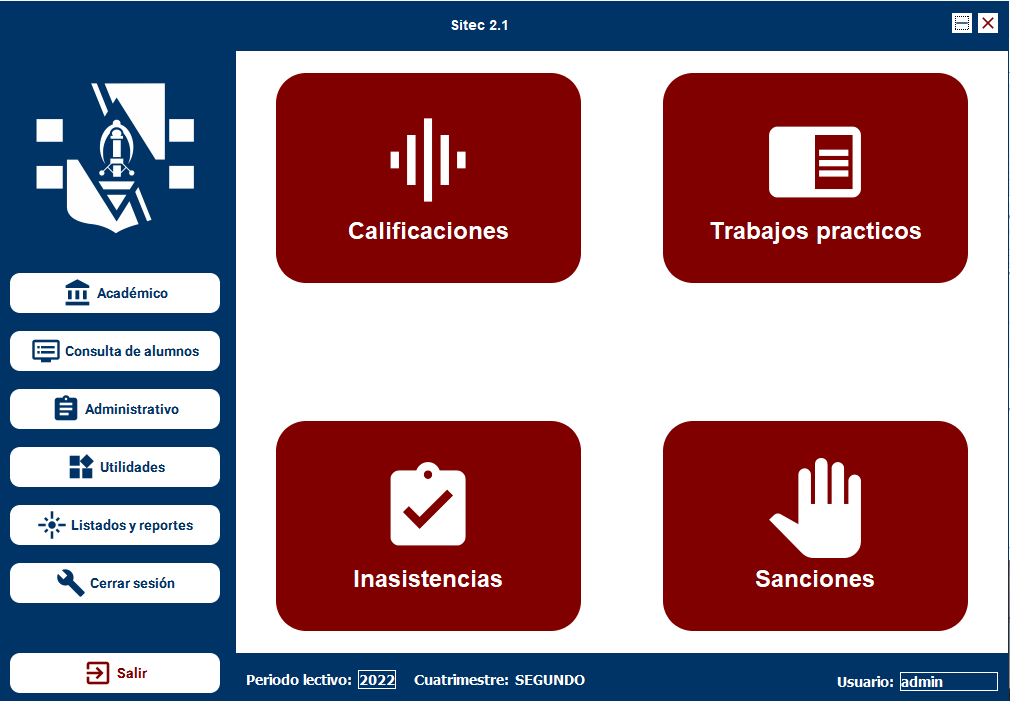 Sitec 2.1
Calificaciones
Trabajos practicos
Académico
Consulta de alumnos
Administrativo
Utilidades
Listados y reportes
Cerrar sesión
Inasistencias
Sanciones
Salir
Periodo lectivo: 2022 Cuatrimestre: SEGUNDO
Usuario: admin